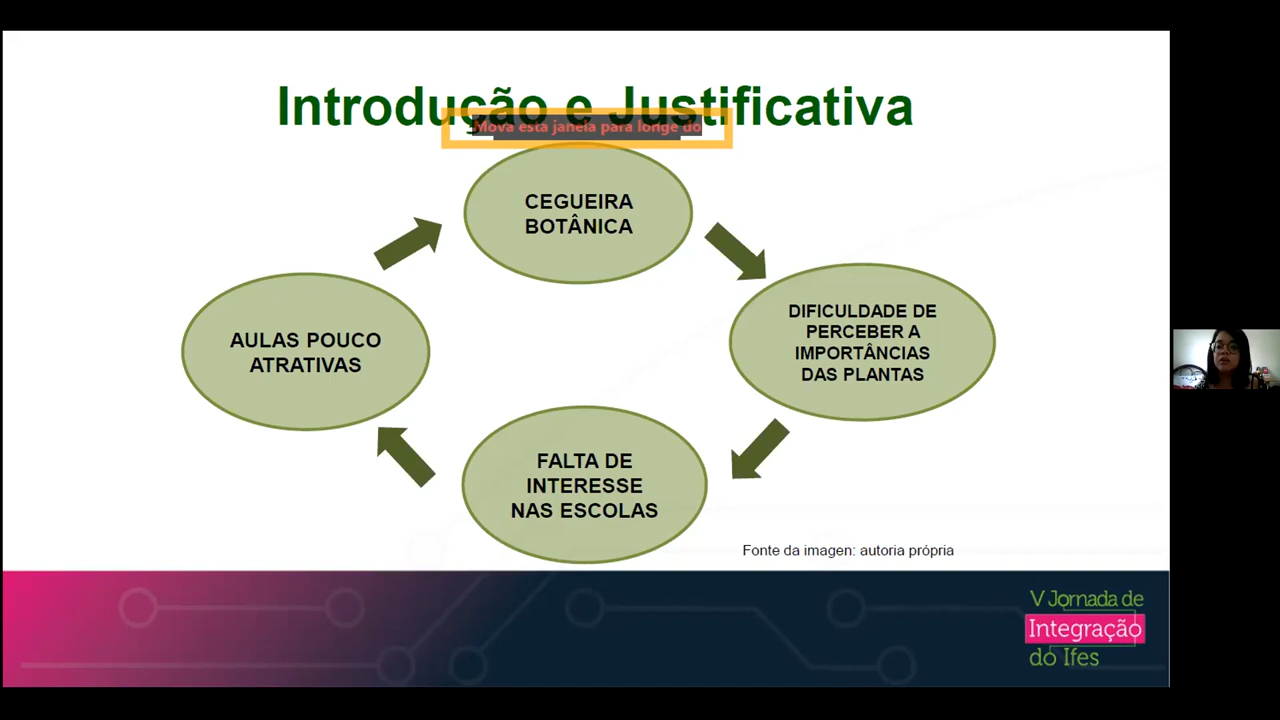 Introdução e Justificativa
Mova esta janela para longe do
CEGUEIRA
BOTÂNICA
DIFICULDADE DE
PERCEBER A
IMPORTÂNCIAS
DAS PLANTAS
AULAS POUCO
ATRATIVAS
FALTA DE
INTERESSE
NAS ESCOLAS
Fonte da imagem: autoria própria
V Jornada de
Integração
do Ifes